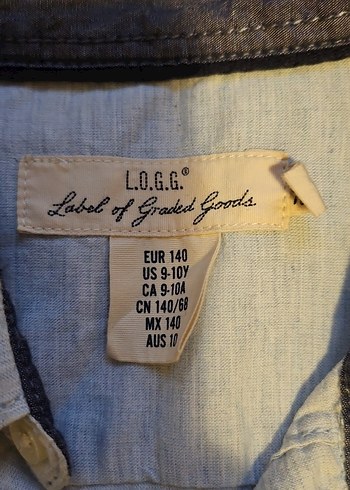 L.O.G.G.®
Label of Graded Goods
EUR 140
US 9-10Y
CA 9-10A
CN 140/68
MX 140
AUS 10